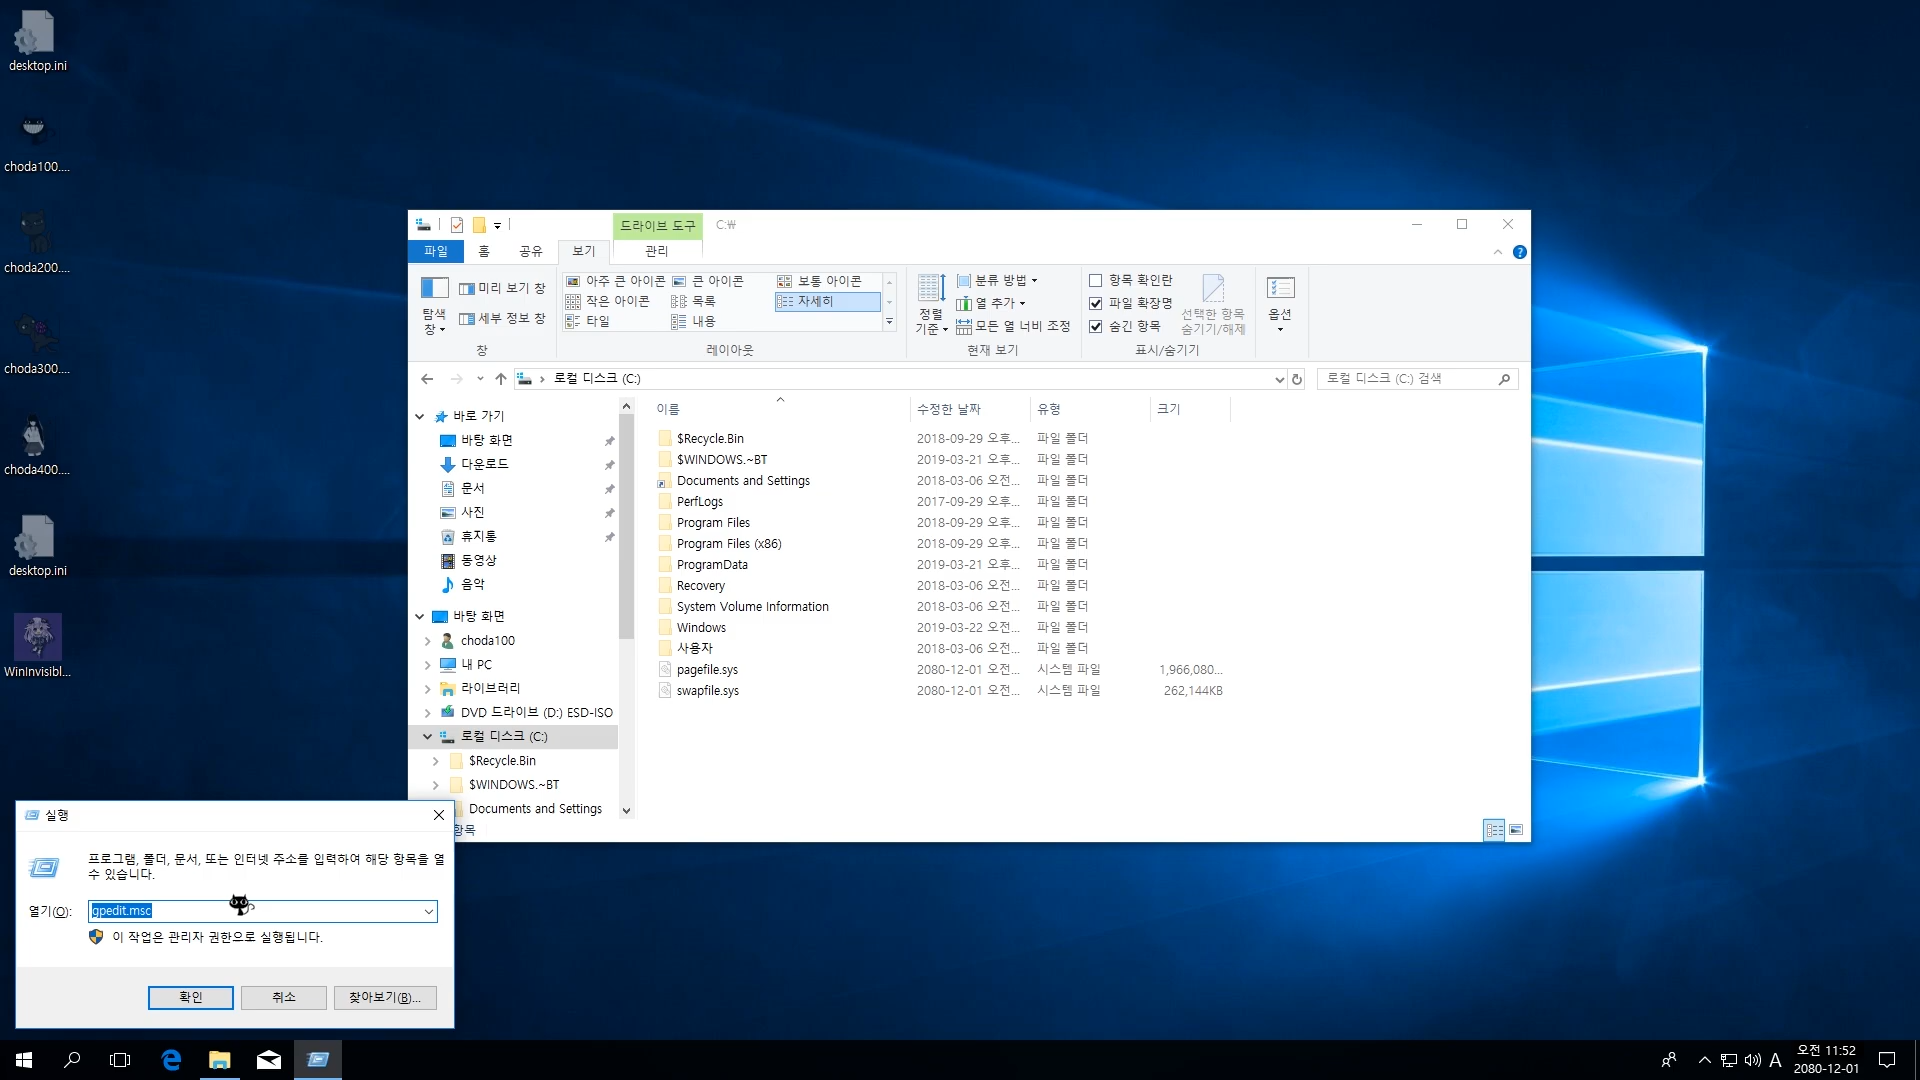 desktop.ini
choda100....
choda200....
choda300....
choda400....
desktop.ini
WinInvisibl...
드라이브 도구
C:₩
파일
홈
공유
보기
관리
탐색
창
미리 보기 창
세부 정보 창
창
아주 큰 아이콘
큰 아이콘
보통 아이콘
작은 아이콘
목록
자세히
타일
내용
레이아웃
정렬
기준
분류 방법
열 추가
모든 열 너비 조정
현재 보기
항목 확인란
파일 확장명
숨긴 항목
선택한 항목
숨기기/해제
표시/숨기기
옵션
로컬 디스크 (C:)
로컬 디스크 (C:) 검색
바로 가기
바탕 화면
다운로드
문서
사진
휴지통
동영상
음악
바탕 화면
choda100
내 PC
라이브러리
DVD 드라이브 (D:) ESD-ISO
로컬 디스크 (C:)
$Recycle.Bin
$WINDOWS.~BT
Documents and Settings
항목
이름 수정한 날짜 유형 크기
$Recycle.Bin 2018-09-29 오후... 파일 폴더
$WINDOWS.~BT 2019-03-21 오후... 파일 폴더
Documents and Settings 2018-03-06 오전... 파일 폴더
PerfLogs 2017-09-29 오후... 파일 폴더
Program Files 2018-09-29 오후... 파일 폴더
Program Files (x86) 2018-09-29 오후... 파일 폴더
ProgramData 2019-03-21 오후... 파일 폴더
Recovery 2018-03-06 오전... 파일 폴더
System Volume Information 2018-03-06 오전... 파일 폴더
Windows 2019-03-22 오전... 파일 폴더
사용자 2018-03-06 오전... 파일 폴더
pagefile.sys 2080-12-01 오전... 시스템 파일 1,966,080...
swapfile.sys 2080-12-01 오전... 시스템 파일 262,144KB
실행
프로그램, 폴더, 문서, 또는 인터넷 주소를 입력하여 해당 항목을 열
수 있습니다.
열기(O): gpedit.msc
이 작업은 관리자 권한으로 실행됩니다.
확인
취소
찾아보기(B)...
A
오전 11:52
2080-12-01